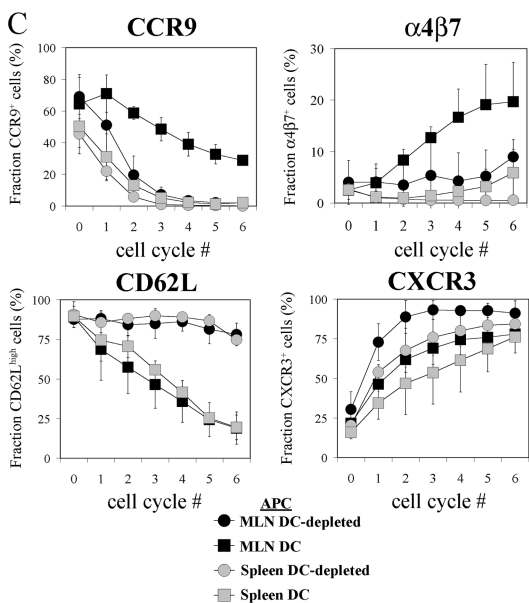 C
CCR9
Fraction CCR9⁺ cells (%)
100
80
60
40
20
0
0 1 2 3 4 5 6
cell cycle #
α4β7
Fraction α4β7⁺ cells (%)
30
20
10
0
0 1 2 3 4 5 6
cell cycle #
CD62L
Fraction CD62Lʰⁱᵍʰ cells (%)
100
75
50
25
0
0 1 2 3 4 5 6
cell cycle #
CXCR3
Fraction CXCR3⁺ cells (%)
100
75
50
25
0
0 1 2 3 4 5 6
cell cycle #
APC
MLN DC-depleted
MLN DC
Spleen DC-depleted
Spleen DC